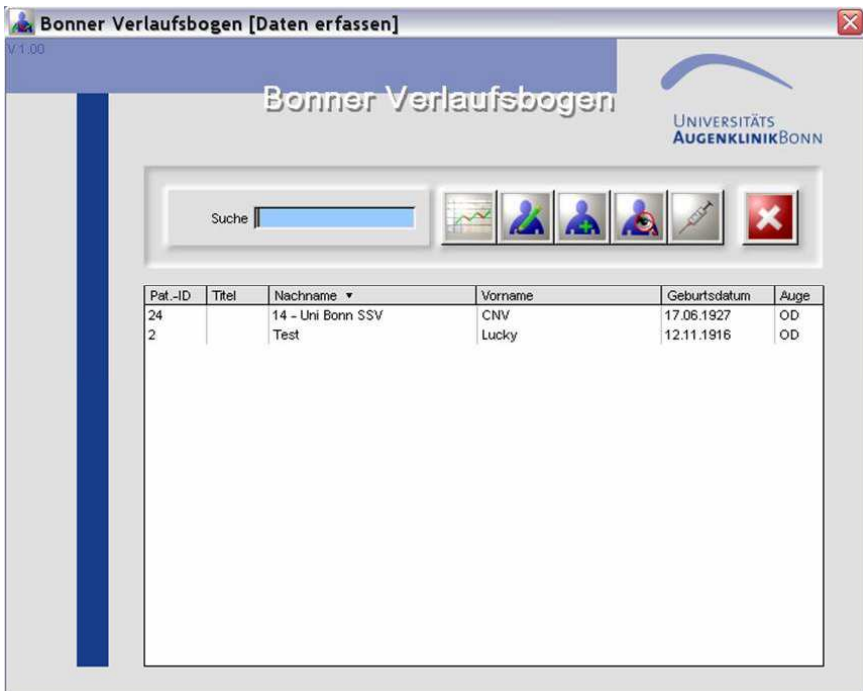 Bonner Verlaufsbogen [Daten erfassen]
V 1.00
Bonner Verlaufsbogen
UNIVERSITÄTS
AUGENKLINIKBONN
Suche
Pat.-ID Titel Nachname ▼ Vorname Geburtsdatum Auge
24 14 - Uni Bonn SSV CNV 17.06.1927 OD
2 Test Lucky 12.11.1916 OD